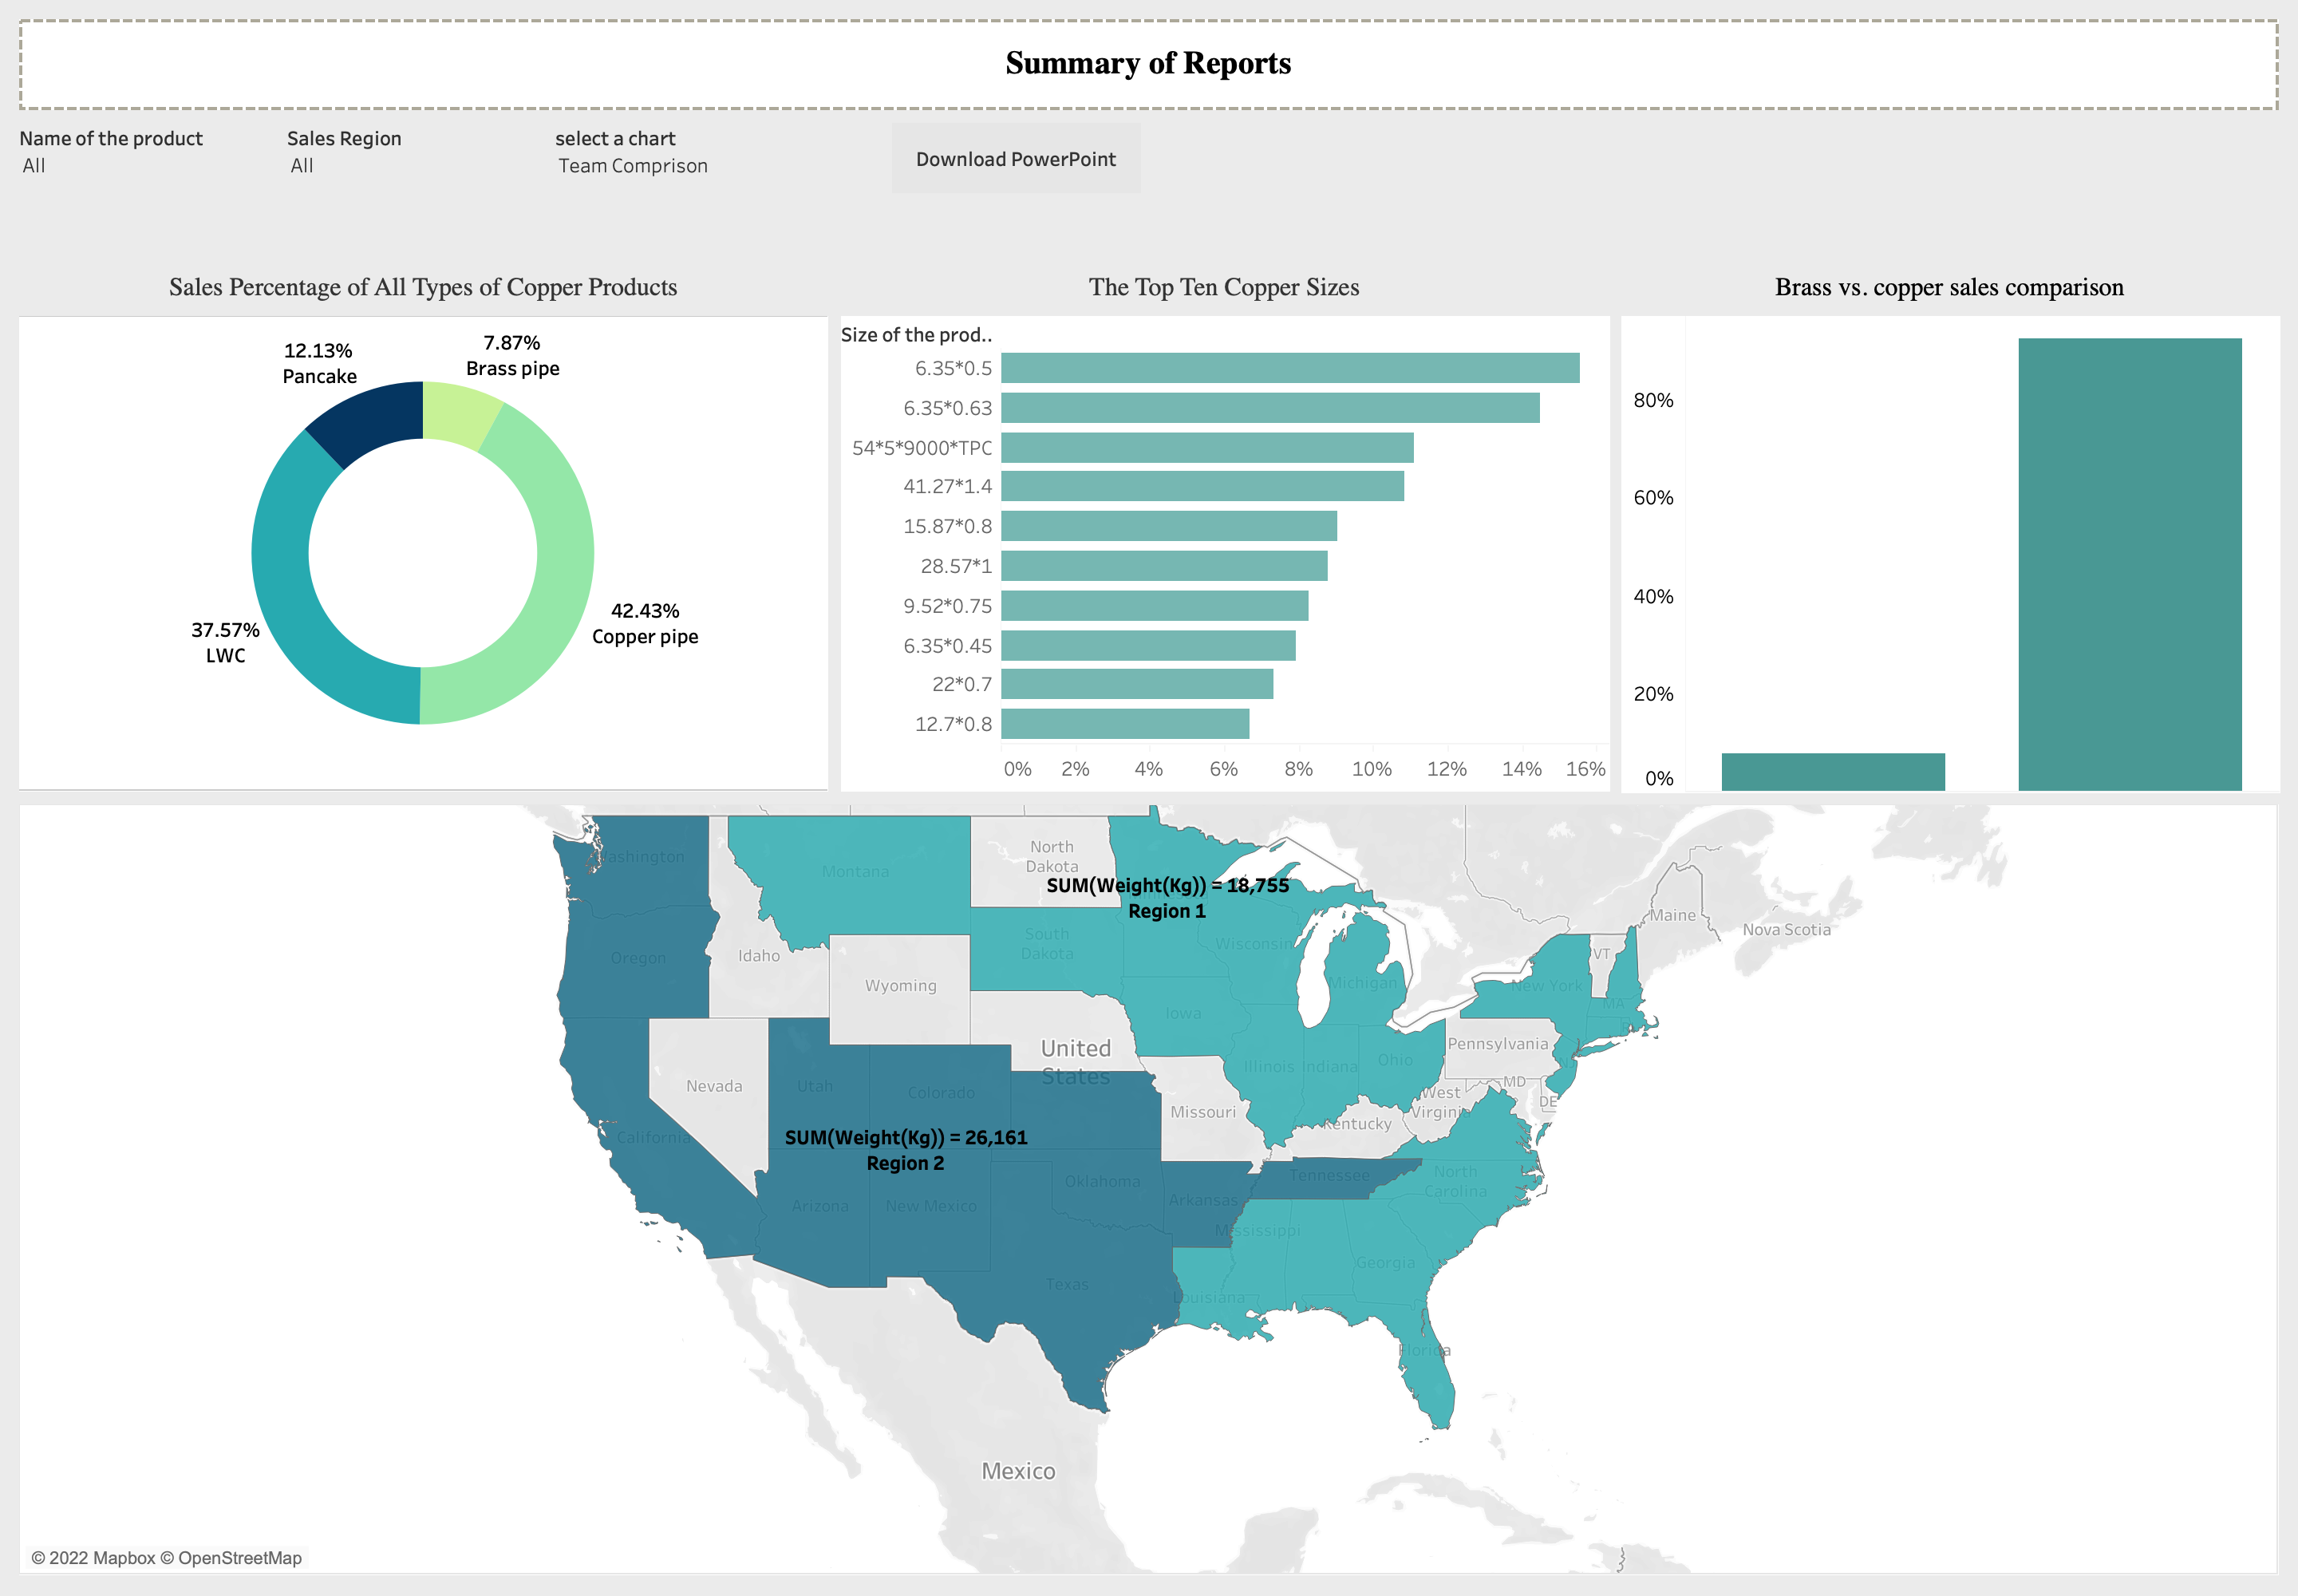 Summary of Reports
Name of the product
All
Sales Region
All
select a chart
Team Comprison
Download PowerPoint
Sales Percentage of All Types of Copper Products
12.13%
Pancake
7.87%
Brass pipe
37.57%
LWC
42.43%
Copper pipe
The Top Ten Copper Sizes
Size of the prod..
6.35*0.5
6.35*0.63
54*5*9000*TPC
41.27*1.4
15.87*0.8
28.57*1
9.52*0.75
6.35*0.45
22*0.7
12.7*0.8
0% 2% 4% 6% 8% 10% 12% 14% 16%
Brass vs. copper sales comparison
80%
60%
40%
20%
0%
Washington
Montana
North
Dakota
SUM(Weight(Kg)) = 18,755
Region 1
Maine
Nova Scotia
Oregon
Idaho
South
Dakota
Wisconsin
VT
Wyoming
Michigan
New York
MA
Iowa
United
States
Pennsylvania
Nevada
Utah
Colorado
Illinois
Indiana
Ohio
NJ
MD
West
Virginia
DE
Missouri
Kentucky
California
SUM(Weight(Kg)) = 26,161
Region 2
Oklahoma
Tennessee
North
Carolina
Arizona
New Mexico
Arkansas
Mississippi
Georgia
Texas
Louisiana
Florida
Mexico
© 2022 Mapbox © OpenStreetMap